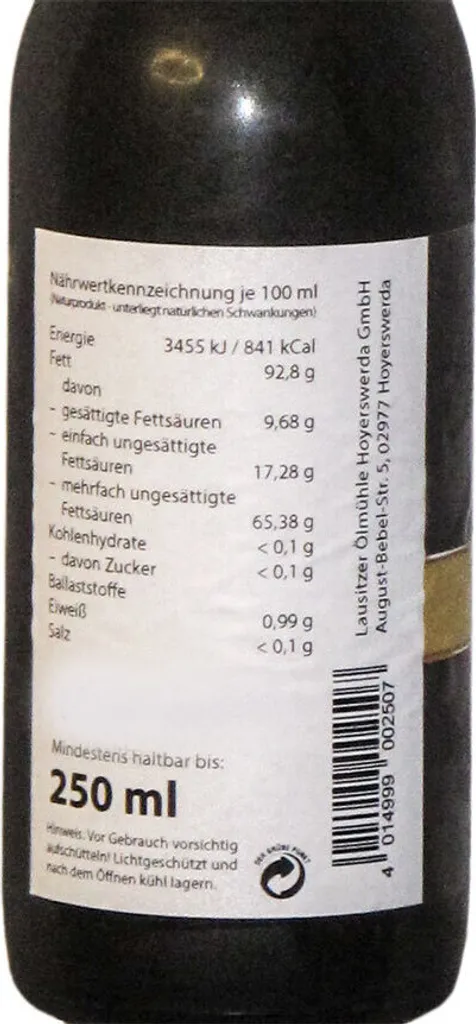 Nährwertkennzeichnung je 100 ml
(Naturprodukt - unterliegt natürlichen Schwankungen)
Energie 3455 kJ / 841 kCal
Fett 92,8 g
davon
- gesättigte Fettsäuren 9,68 g
- einfach ungesättigte
Fettsäuren 17,28 g
- mehrfach ungesättigte
Fettsäuren 65,38 g
Kohlenhydrate < 0,1 g
- davon Zucker < 0,1 g
Ballaststoffe
Eiweiß 0,99 g
Salz < 0,1 g
Mindestens haltbar bis:
250 ml
Hinweis: Vor Gebrauch vorsichtig
aufschütteln! Lichtgeschützt und
nach dem Öffnen kühl lagern.
DER GRÜNE PUNKT
Lausitzer Ölmühle Hoyerswerda GmbH
August-Bebel-Str. 5, 02977 Hoyerswerda
4 014999 002507